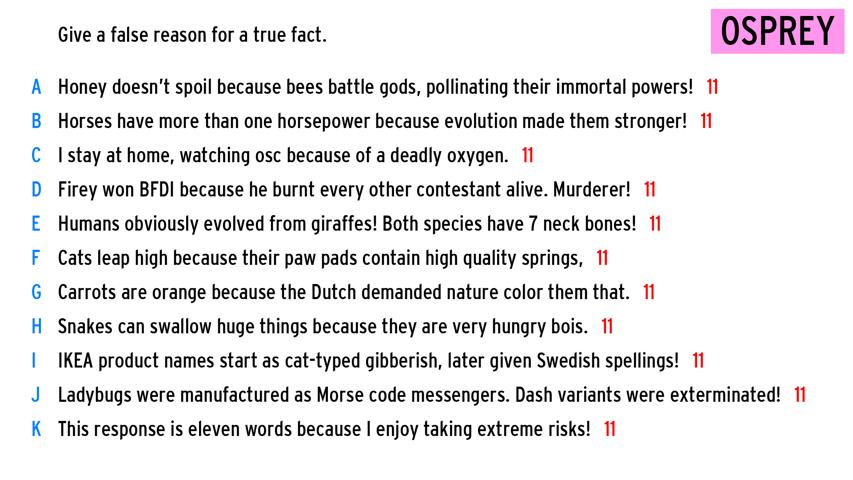 Give a false reason for a true fact.
OSPREY
A Honey doesn't spoil because bees battle gods, pollinating their immortal powers! 11
B Horses have more than one horsepower because evolution made them stronger! 11
C I stay at home, watching osc because of a deadly oxygen. 11
D Firey won BFDI because he burnt every other contestant alive. Murderer! 11
E Humans obviously evolved from giraffes! Both species have 7 neck bones! 11
F Cats leap high because their paw pads contain high quality springs, 11
G Carrots are orange because the Dutch demanded nature color them that. 11
H Snakes can swallow huge things because they are very hungry bois. 11
I IKEA product names start as cat-typed gibberish, later given Swedish spellings! 11
J Ladybugs were manufactured as Morse code messengers. Dash variants were exterminated! 11
K This response is eleven words because I enjoy taking extreme risks! 11